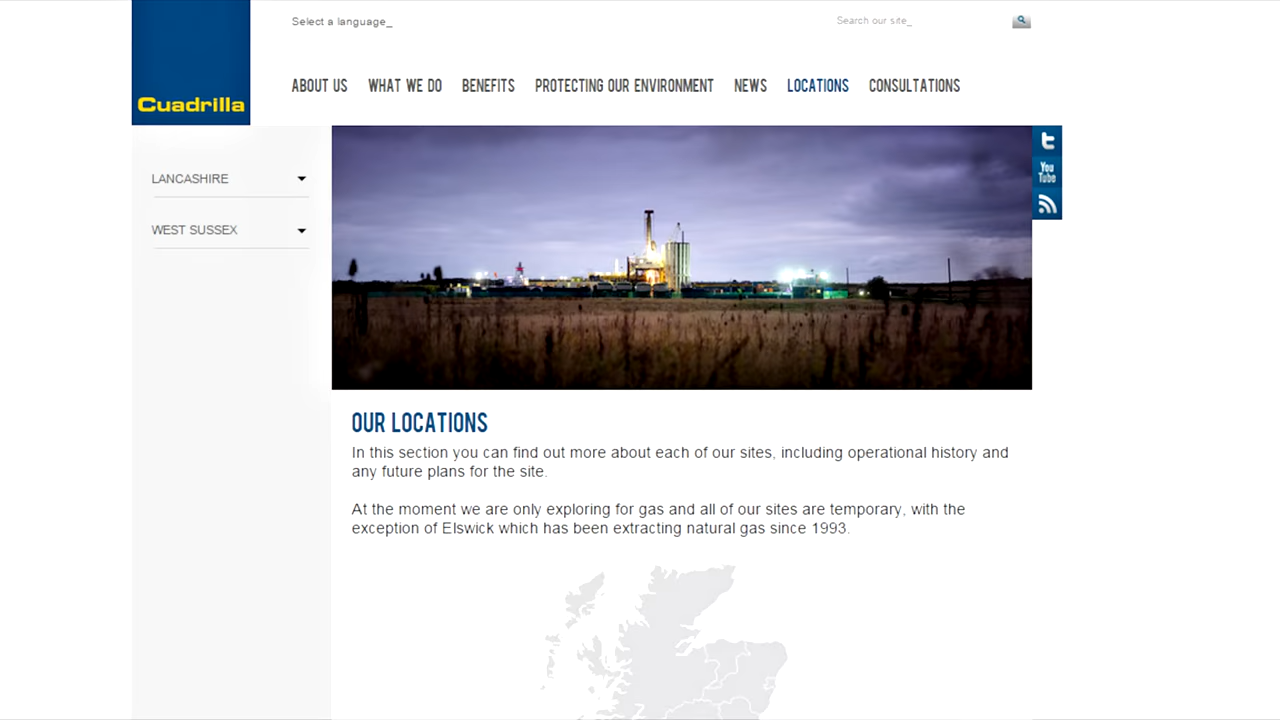 Select a language_
Search our site_
Cuadrilla
ABOUT US WHAT WE DO BENEFITS PROTECTING OUR ENVIRONMENT NEWS LOCATIONS CONSULTATIONS
LANCASHIRE
WEST SUSSEX
You
Tube
OUR LOCATIONS
In this section you can find out more about each of our sites, including operational history and
any future plans for the site.
At the moment we are only exploring for gas and all of our sites are temporary, with the
exception of Elswick which has been extracting natural gas since 1993.